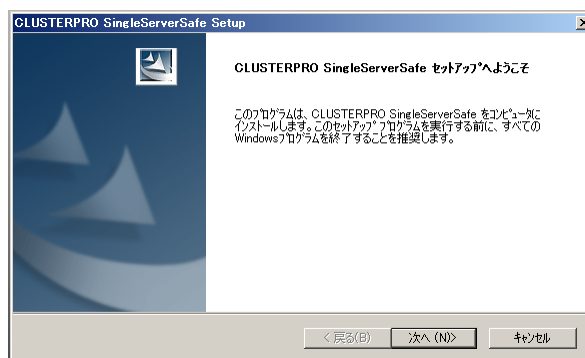 CLUSTERPRO SingleServerSafe Setup
CLUSTERPRO SingleServerSafe ｾｯﾄｱｯﾌﾟへようこそ
このﾌﾟﾛｸﾞﾗﾑは、CLUSTERPRO SingleServerSafe をｺﾝﾋﾟｭｰﾀに
ｲﾝｽﾄｰﾙします。このｾｯﾄｱｯﾌﾟ ﾌﾟﾛｸﾞﾗﾑを実行する前に、すべての
Windowsﾌﾟﾛｸﾞﾗﾑを終了することを推奨します。
< 戻る(B)
次へ (N)>
ｷｬﾝｾﾙ